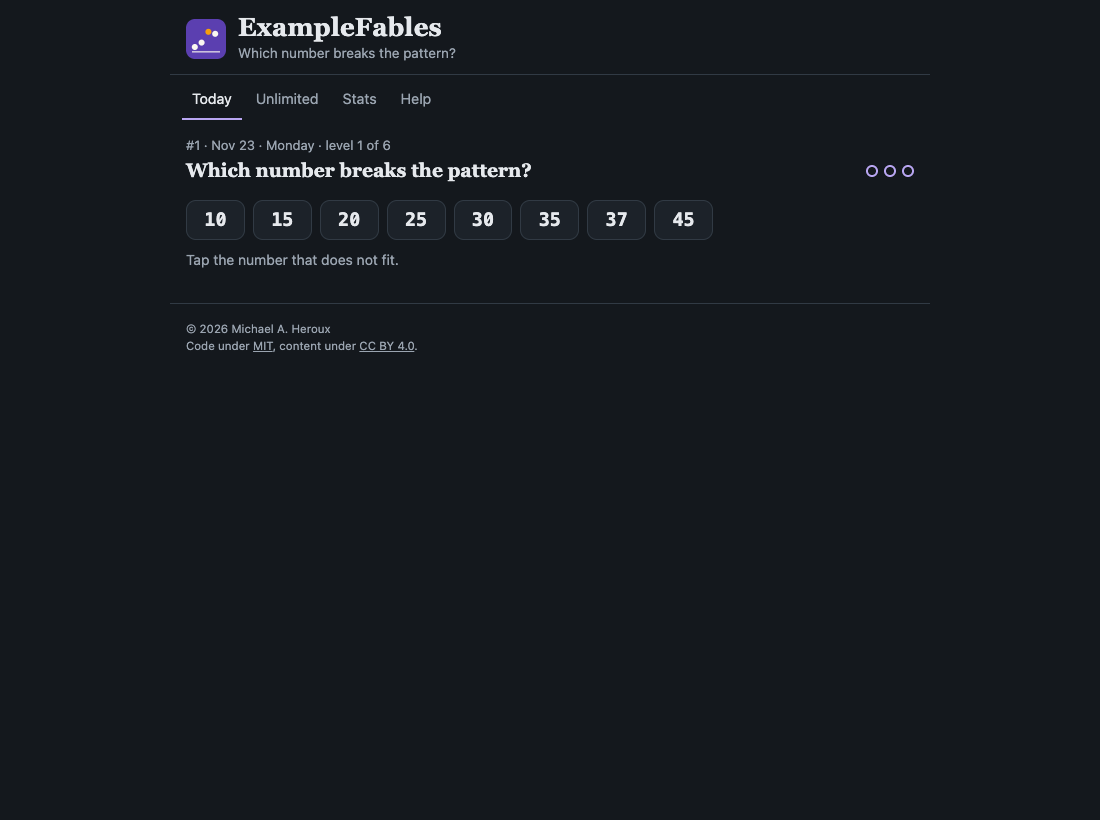 ExampleFables
Which number breaks the pattern?
Today Unlimited Stats Help
#1 · Nov 23 · Monday · level 1 of 6
Which number breaks the pattern?
10 15 20 25 30 35 37 45
Tap the number that does not fit.
© 2026 Michael A. Heroux
Code under MIT, content under CC BY 4.0.